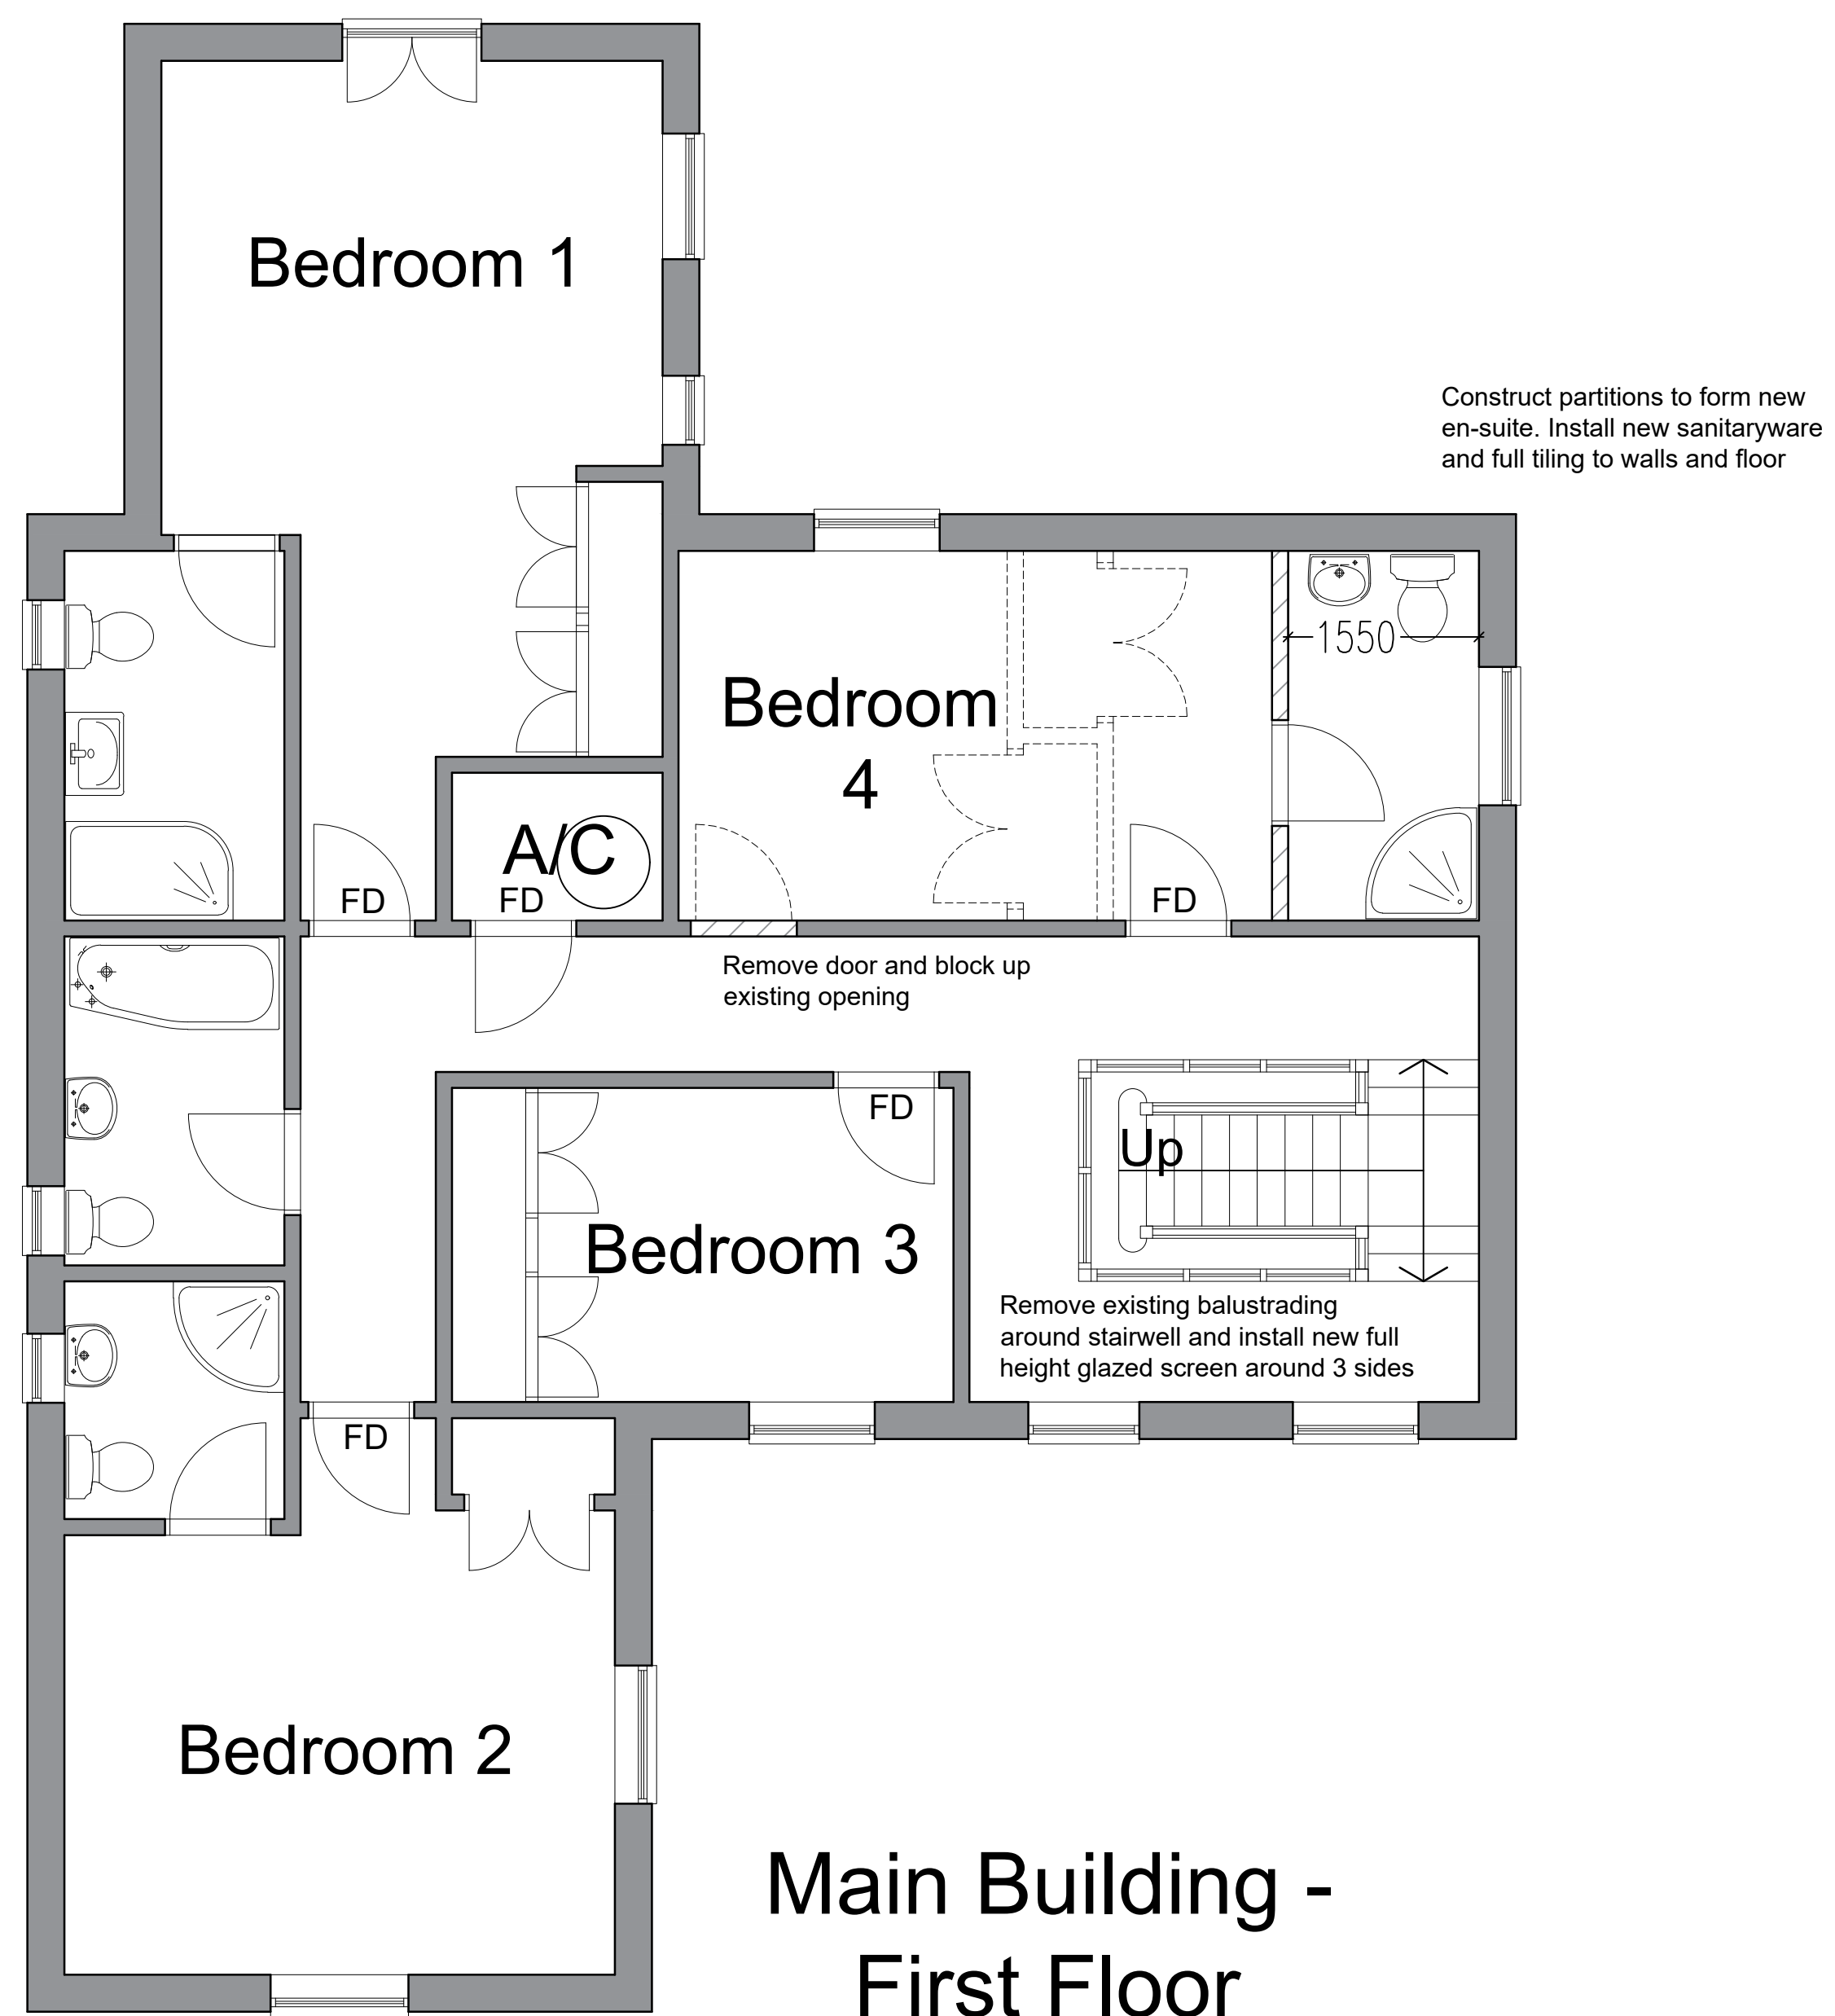 Bedroom 1
Construct partitions to form new
en-suite. Install new sanitaryware
and full tiling to walls and floor
1550
Bedroom
4
A/C
FD
FD
FD
Remove door and block up
existing opening
FD
Up
Bedroom 3
Remove existing balustrading
around stairwell and install new full
height glazed screen around 3 sides
FD
Bedroom 2
Main Building -
First Floor